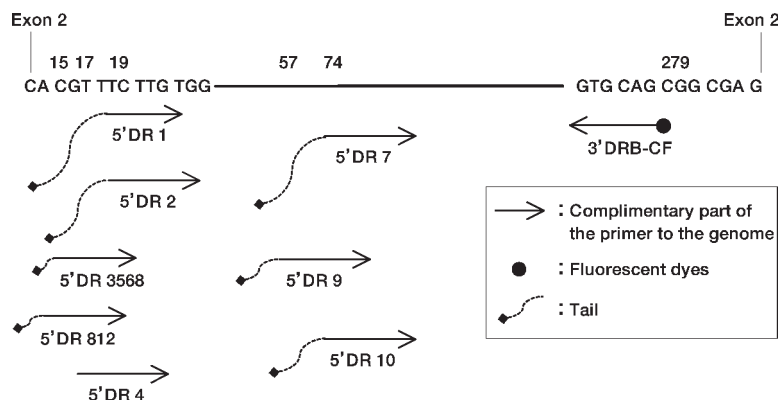 Exon 2
Exon 2
15 17 19
57
74
279
CA CGT TTC TTG TGG
GTG CAG CGG CGA G
5'DR 1
5'DR 7
3'DRB-CF
5'DR 2
5'DR 3568
5'DR 9
5'DR 812
5'DR 10
5'DR 4
: Complimentary part of
the primer to the genome
: Fluorescent dyes
: Tail